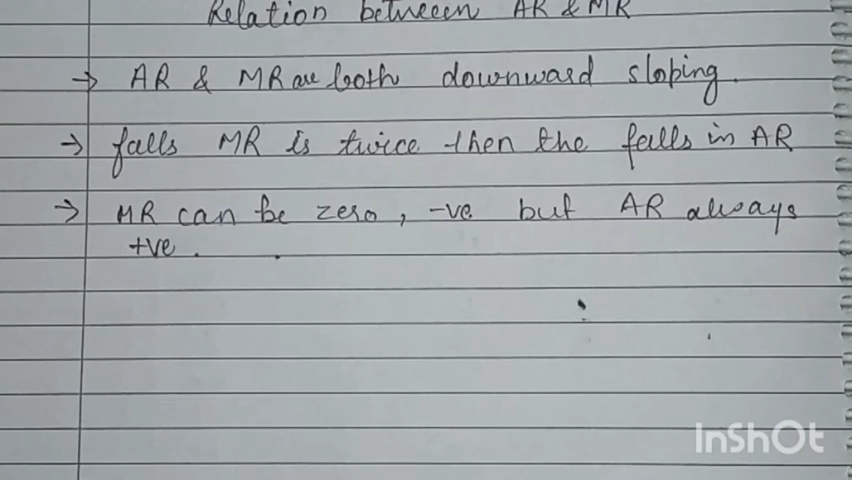 Relation between AR & MR
→ AR & MR are both downward sloping.
→ falls MR is twice then the falls in AR
→ MR can be zero, -ve but AR always
+ve.
InShOt